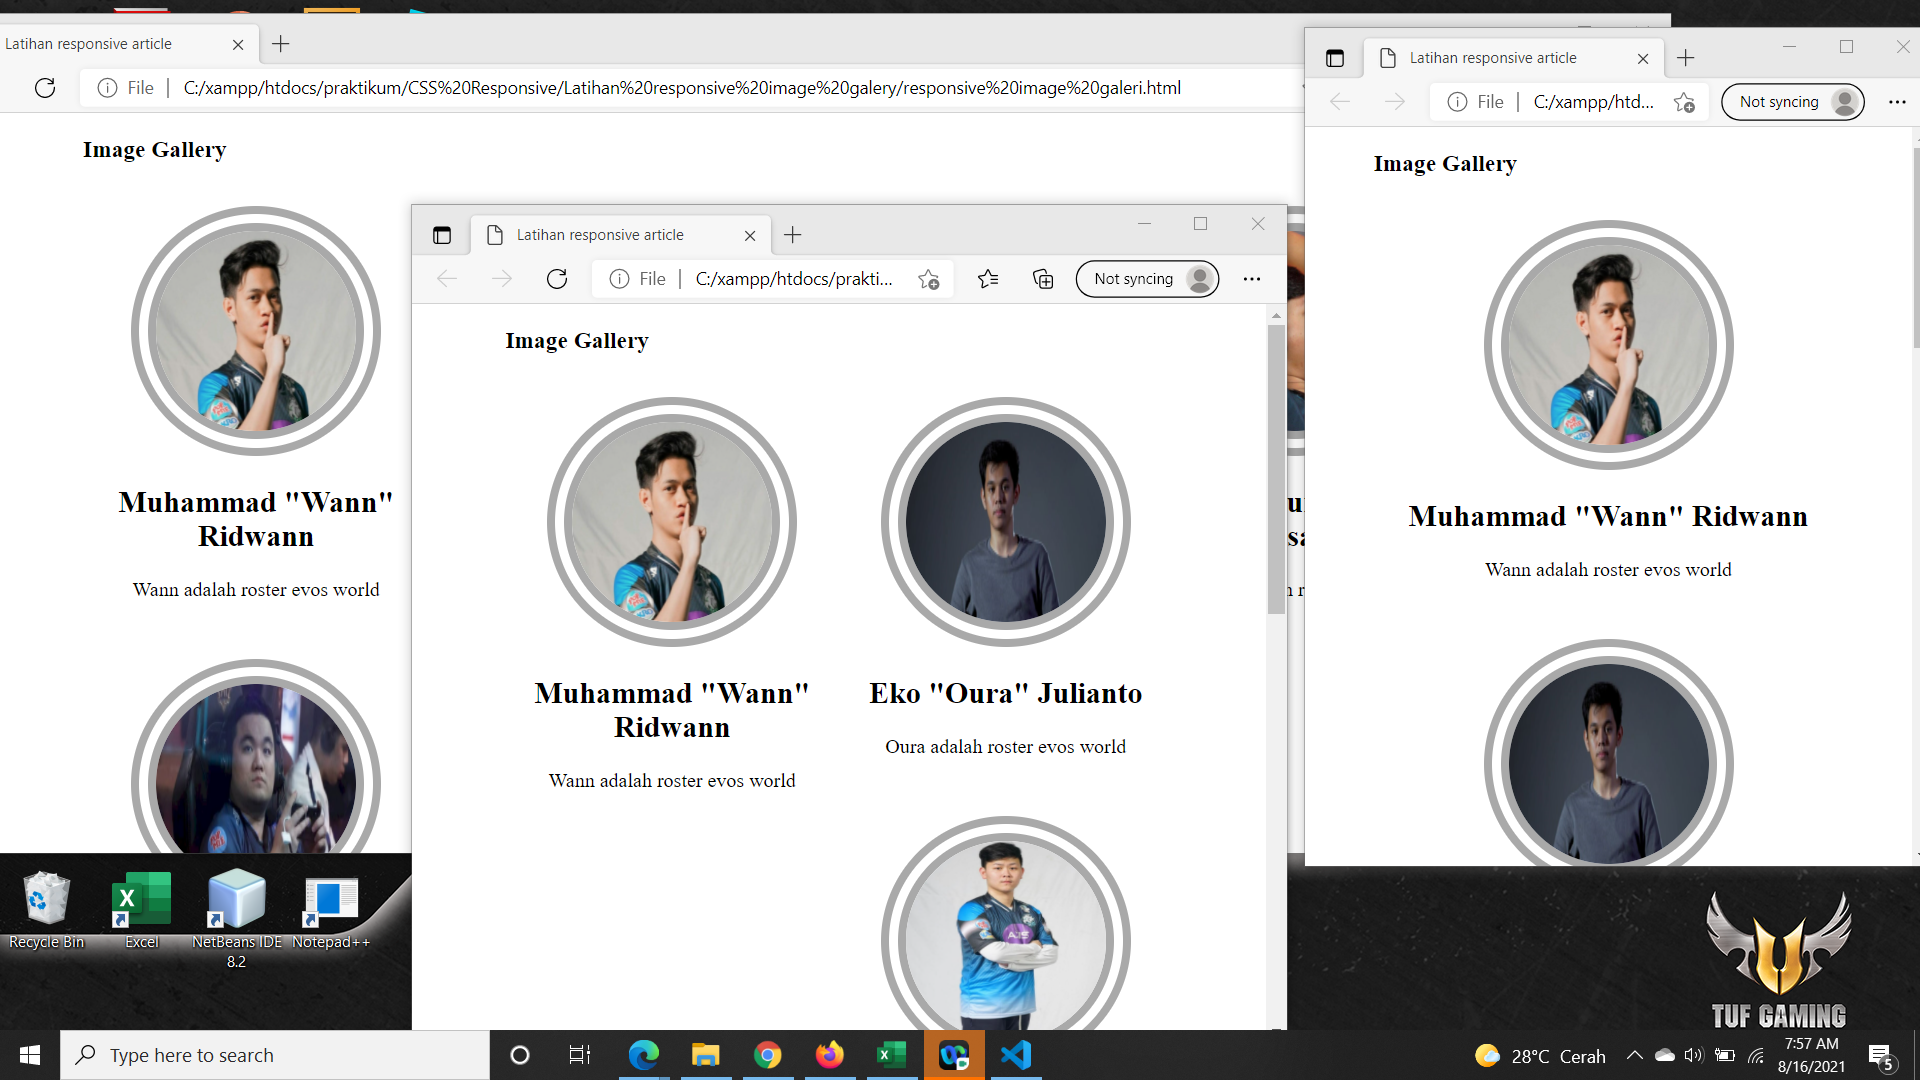 Latihan responsive article
File
C:/xampp/htdocs/praktikum/CSS%20Responsive/Latihan%20responsive%20image%20galery/responsive%20image%20galeri.html
Image Gallery
Muhammad "Wann"
Ridwann
Wann adalah roster evos world
Latihan responsive article
File
C:/xampp/htdocs/prakti...
Not syncing
Image Gallery
Muhammad "Wann"
Ridwann
Wann adalah roster evos world
Eko "Oura" Julianto
Oura adalah roster evos world
Latihan responsive article
File
C:/xampp/htd...
Not syncing
Image Gallery
Muhammad "Wann" Ridwann
Wann adalah roster evos world
Recycle Bin
Excel
NetBeans IDE
8.2
Notepad++
TUF GAMING
Type here to search
28°C Cerah
7:57 AM
8/16/2021
5